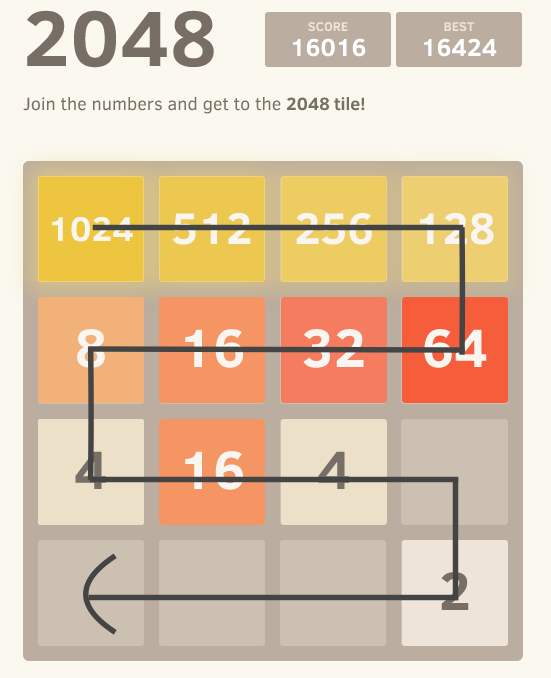 2048
SCORE
16016
BEST
16424
Join the numbers and get to the 2048 tile!
1024 512 256 128
8 16 32 64
4 16 4
2